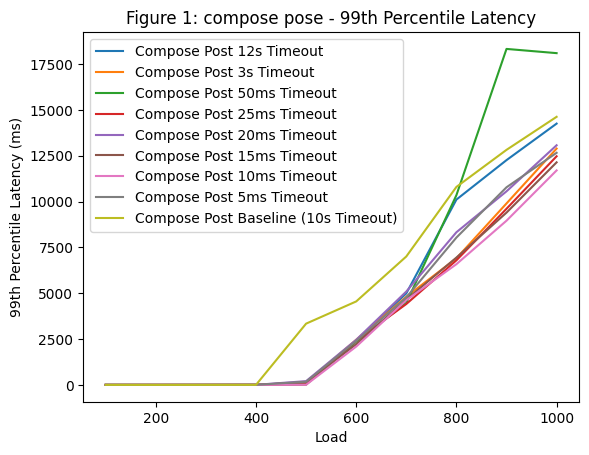 Figure 1: compose pose - 99th Percentile Latency
99th Percentile Latency (ms)
17500
15000
12500
10000
7500
5000
2500
0
Compose Post 12s Timeout
Compose Post 3s Timeout
Compose Post 50ms Timeout
Compose Post 25ms Timeout
Compose Post 20ms Timeout
Compose Post 15ms Timeout
Compose Post 10ms Timeout
Compose Post 5ms Timeout
Compose Post Baseline (10s Timeout)
200 400 600 800 1000
Load